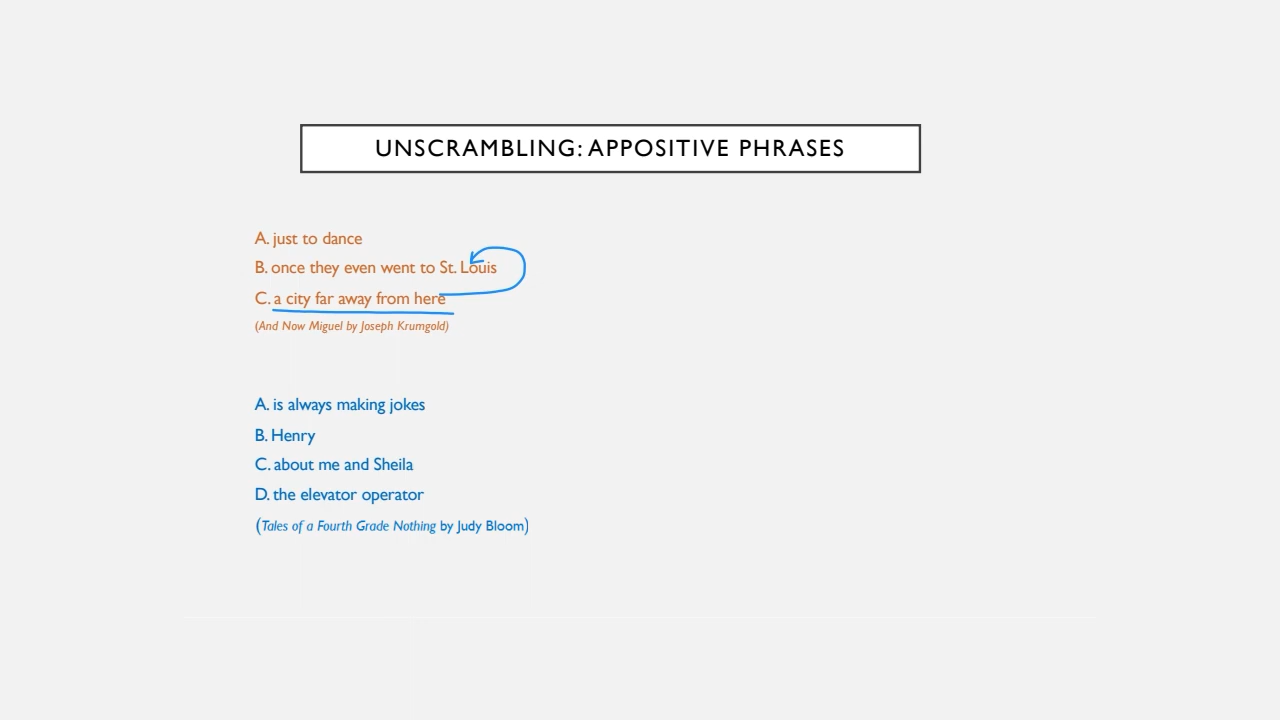 UNSCRAMBLING: APPOSITIVE PHRASES
A. just to dance
B. once they even went to St. Louis
C. a city far away from here
(And Now Miguel by Joseph Krumgold)
A. is always making jokes
B. Henry
C. about me and Sheila
D. the elevator operator
(Tales of a Fourth Grade Nothing by Judy Bloom)